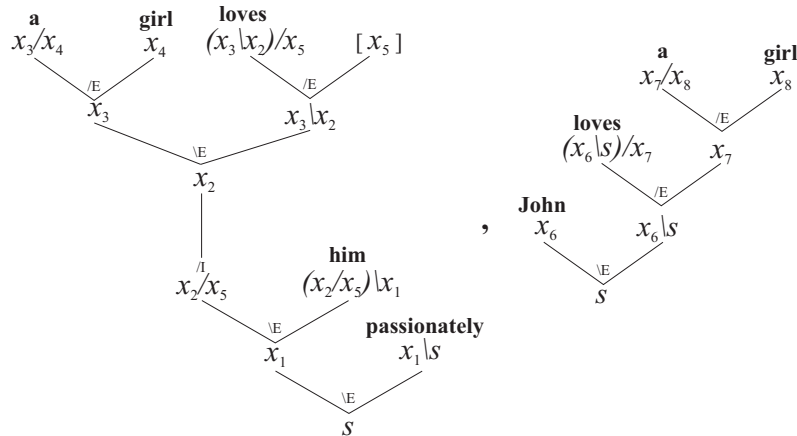 a girl loves
x₃/x₄ x₄ (x₃\x₂)/x₅ [ x₅ ]
/E /E
x₃ x₃\x₂
\E
x₂
/I him
x₂/x₅ (x₂/x₅)\x₁
\E passionately
x₁ x₁\s
\E
s
,
a girl
x₇/x₈ x₈
loves /E
(x₆\s)/x₇ x₇
John /E
x₆ x₆\s
\E
s